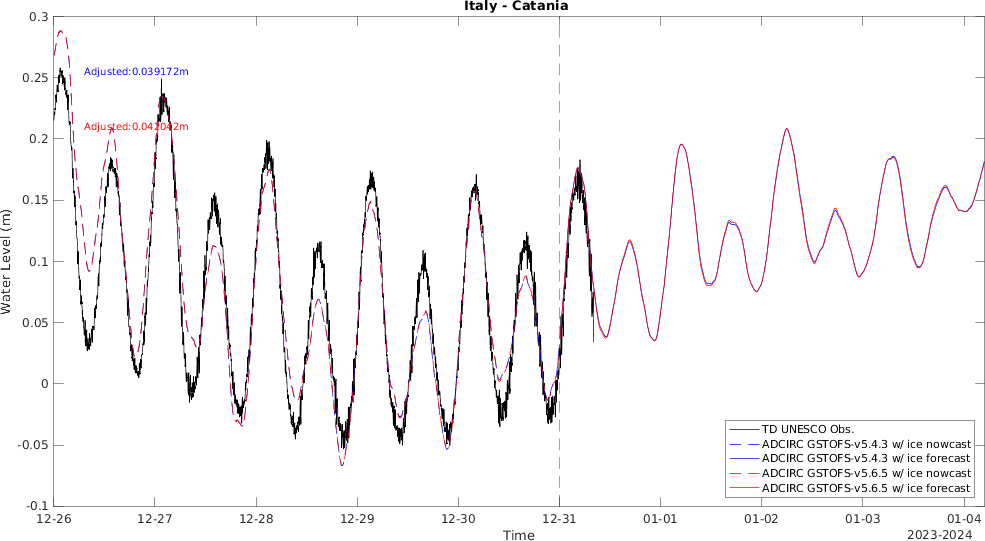 Italy - Catania
0.3
0.25
0.2
0.15
0.1
0.05
0
-0.05
-0.1
Water Level (m)
Adjusted:0.039172m
Adjusted:0.042042m
TD UNESCO Obs.
ADCIRC GSTOFS-v5.4.3 w/ ice nowcast
ADCIRC GSTOFS-v5.4.3 w/ ice forecast
ADCIRC GSTOFS-v5.6.5 w/ ice nowcast
ADCIRC GSTOFS-v5.6.5 w/ ice forecast
12-26 12-27 12-28 12-29 12-30 12-31 01-01 01-02 01-03 01-04
Time
2023-2024